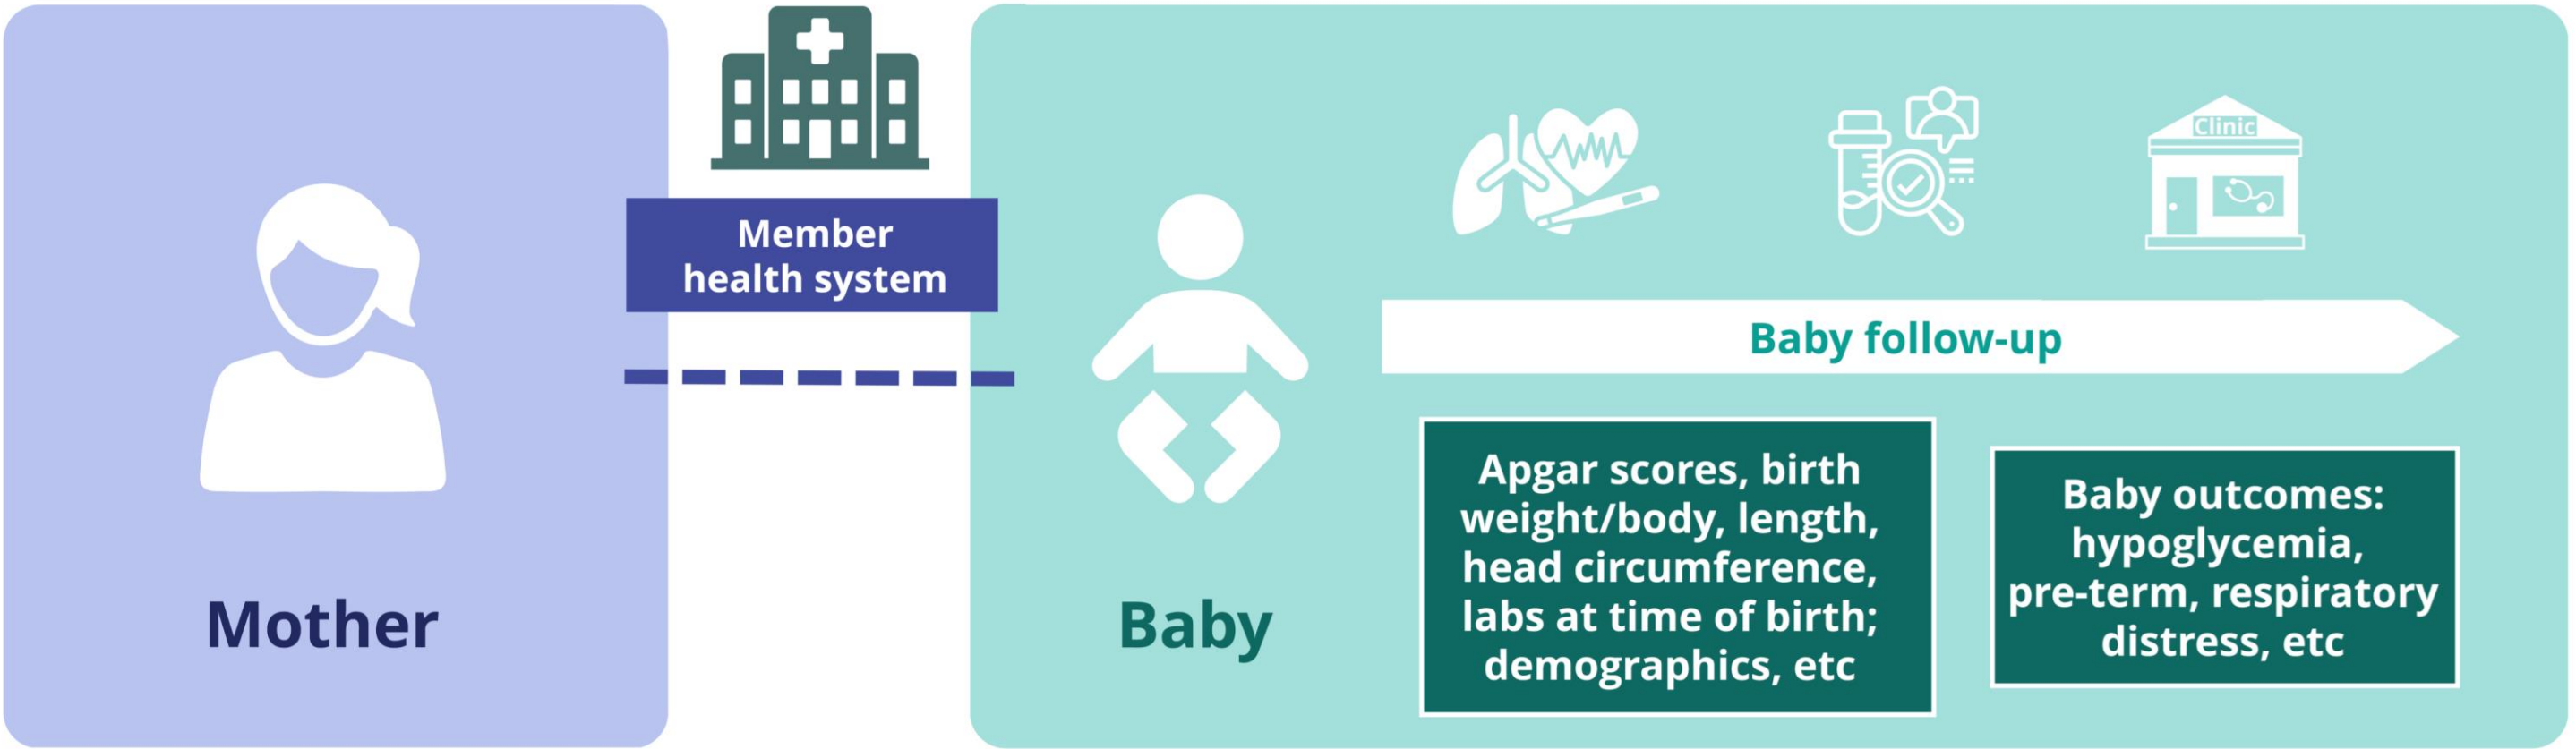 Mother
Member
health system
Baby
Clinic
Baby follow-up
Apgar scores, birth
weight/body, length,
head circumference,
labs at time of birth;
demographics, etc
Baby outcomes:
hypoglycemia,
pre-term, respiratory
distress, etc